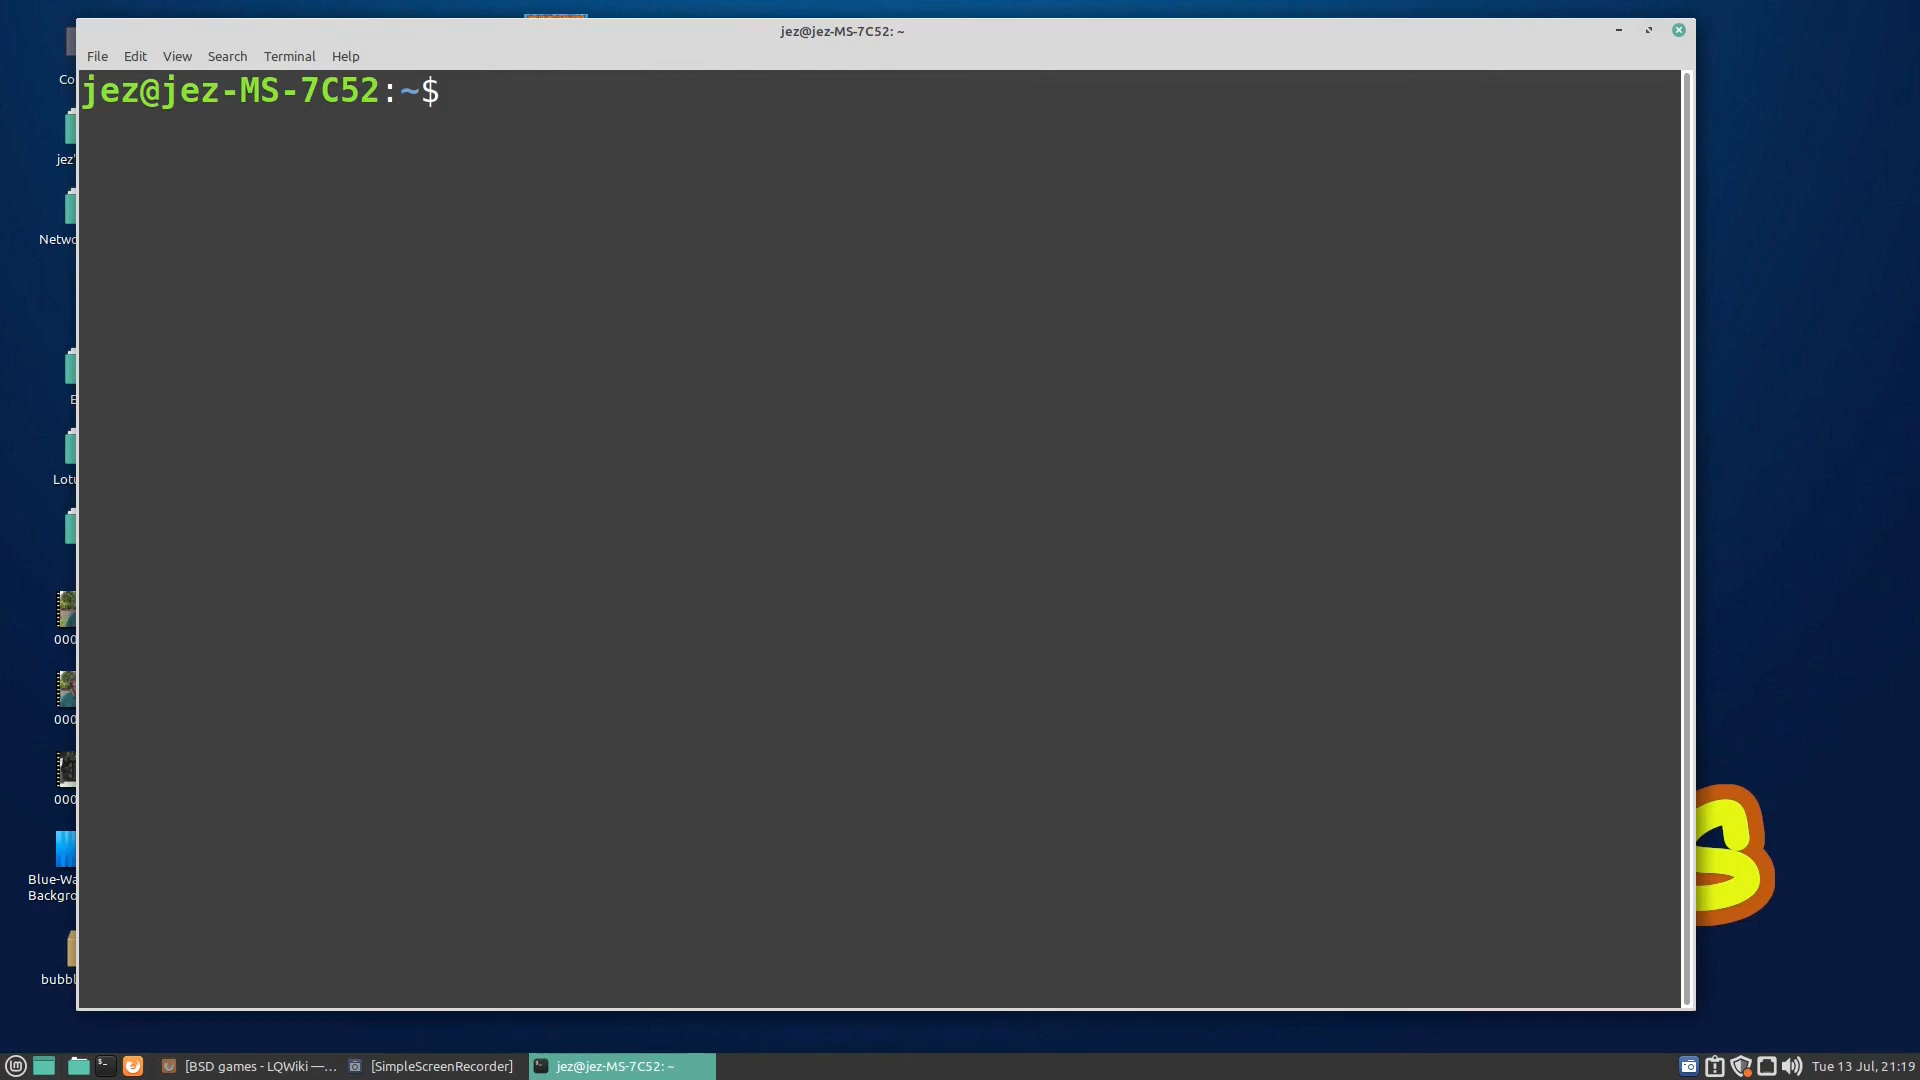 jez@jez-MS-7C52: ~
File Edit View Search Terminal Help
jez@jez-MS-7C52:~$
Co
jez'
Netwo
E
Lotu
000
000
000
Blue-Wa
Backgro
bubbl
[BSD games - LQWiki —...
[SimpleScreenRecorder]
jez@jez-MS-7C52: ~
Tue 13 Jul, 21:19